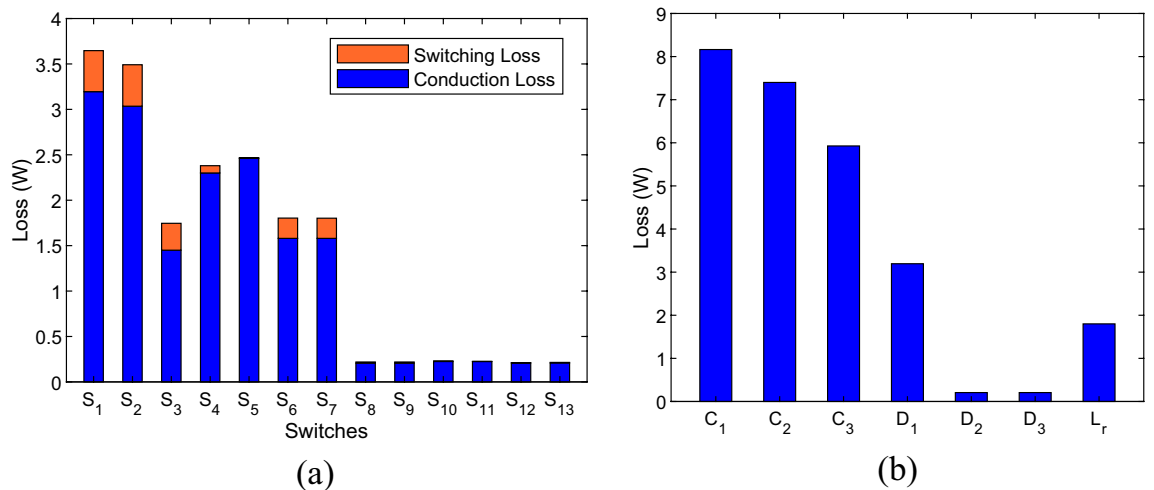 4
3.5
3
2.5
2
1.5
1
0.5
0
Loss (W)
Switching Loss
Conduction Loss
S1 S2 S3 S4 S5 S6 S7 S8 S9 S10 S11 S12 S13
Switches
(a)
9
8
7
6
5
4
3
2
1
0
Loss (W)
C1 C2 C3 D1 D2 D3 Lr
(b)